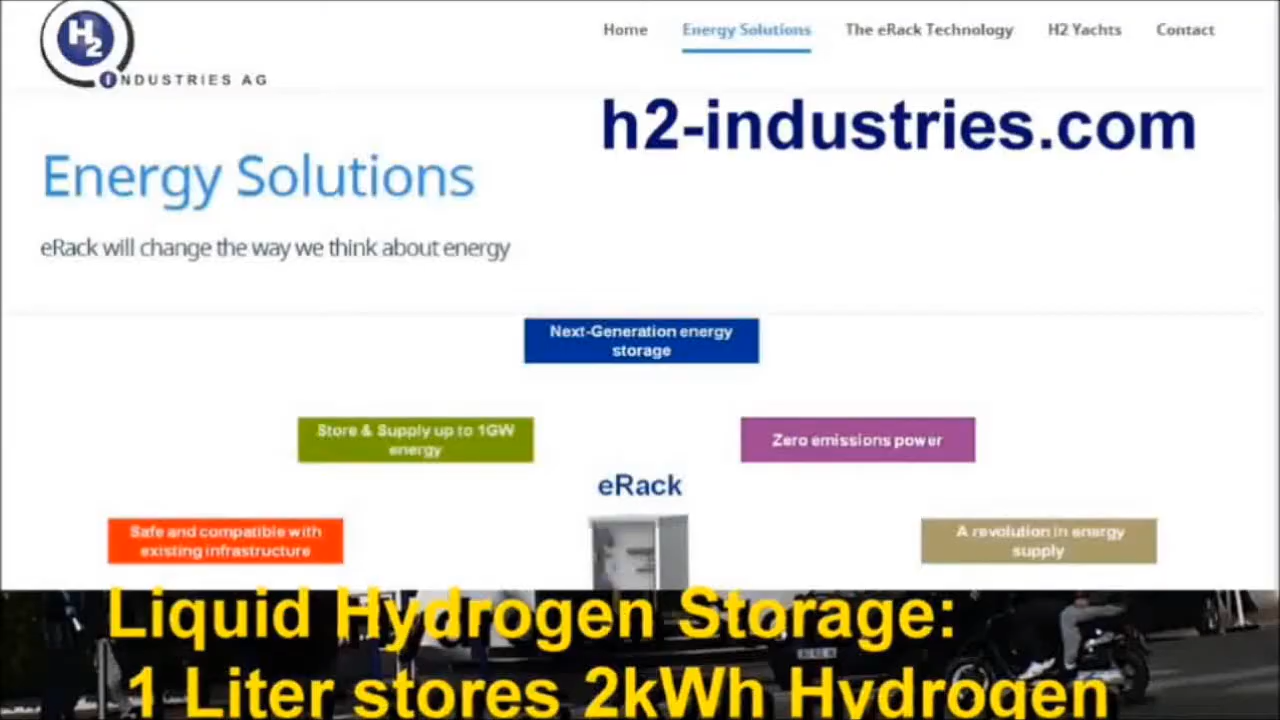 H2
INDUSTRIES AG
Home Energy Solutions The eRack Technology H2 Yachts Contact
h2-industries.com
Energy Solutions
eRack will change the way we think about energy
Next-Generation energy
storage
Store & Supply up to 1GW
energy
Zero emissions power
eRack
Safe and compatible with
existing infrastructure
A revolution in energy
supply
Liquid Hydrogen Storage:
1 Liter stores 2kWh Hydrogen